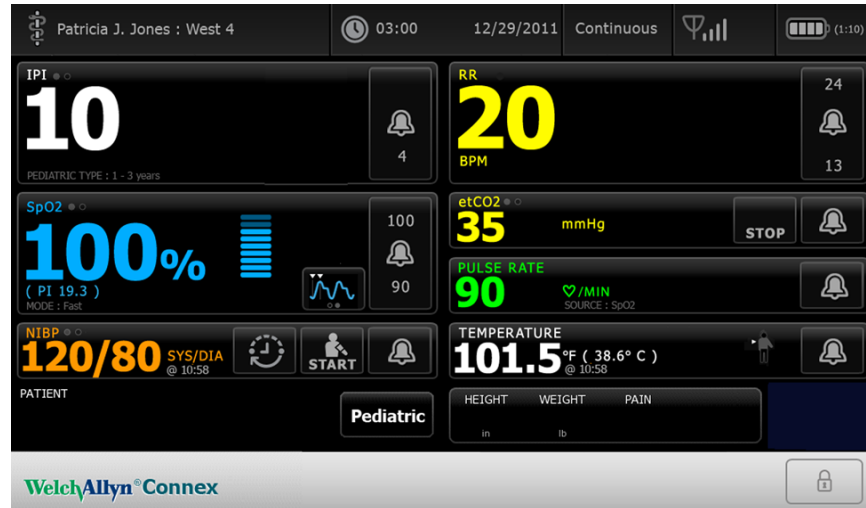 Patricia J. Jones : West 4
03:00
12/29/2011
Continuous
(1:10)
IPI
10
4
PEDIATRIC TYPE : 1 - 3 years
RR
20
BPM
24
13
SpO2
100%
( PI 19.3 )
MODE : Fast
100
90
etCO2
35
mmHg
STOP
PULSE RATE
90
/MIN
SOURCE : SpO2
NIBP
120/80
SYS/DIA
@ 10:58
START
TEMPERATURE
101.5
°F ( 38.6° C )
@ 10:58
PATIENT
Pediatric
HEIGHT WEIGHT PAIN
in lb
WelchAllyn®Connex